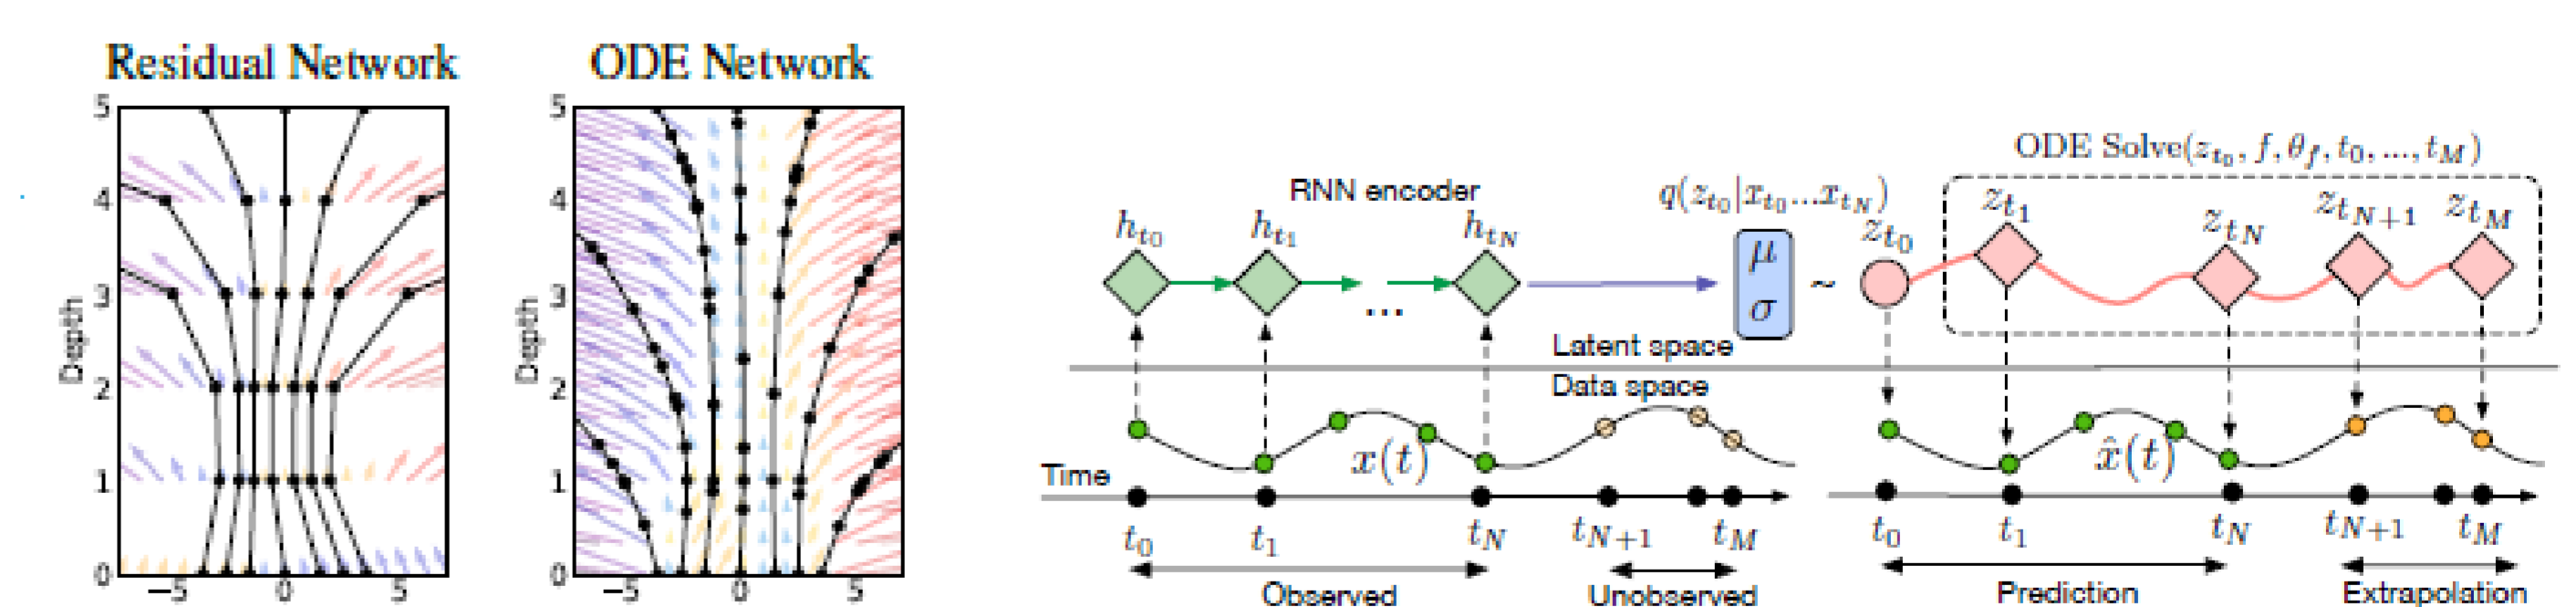 Residual Network
ODE Network
5
4
3
2
1
0
Depth
−5 0 5
5
4
3
2
1
0
Depth
−5 0 5
RNN encoder
h_{t_0} h_{t_1} h_{t_N}
...
q(z_{t_0}|x_{t_0}...x_{t_N})
μ
σ
~
z_{t_0}
ODE Solve(z_{t_0}, f, θ_f, t_0, ..., t_M)
z_{t_1} z_{t_N} z_{t_{N+1}} z_{t_M}
Latent space
Data space
x(t)
x̂(t)
Time
t_0 t_1 t_N t_{N+1} t_M
Observed Unobserved
t_0 t_1 t_N t_{N+1} t_M
Prediction Extrapolation